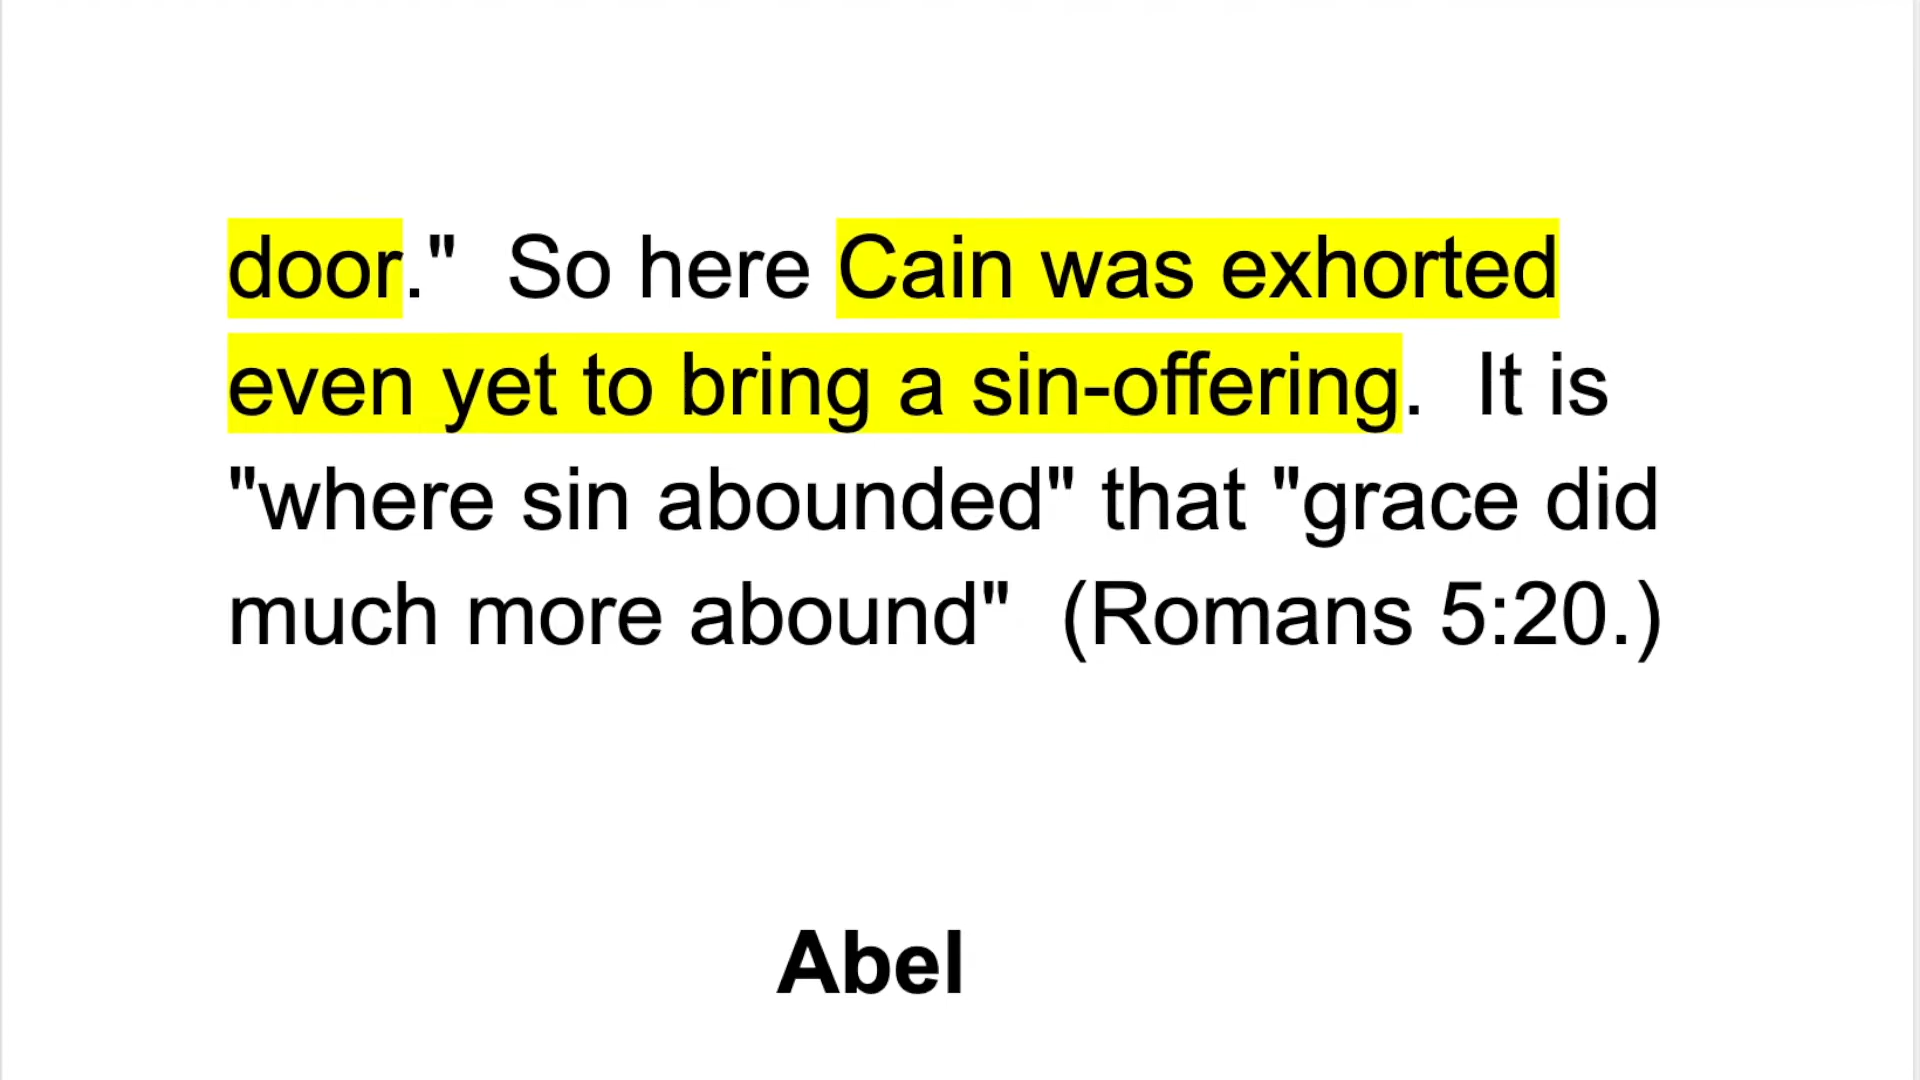 door."  So here Cain was exhorted
even yet to bring a sin-offering.  It is
"where sin abounded" that "grace did
much more abound"  (Romans 5:20.)
Abel